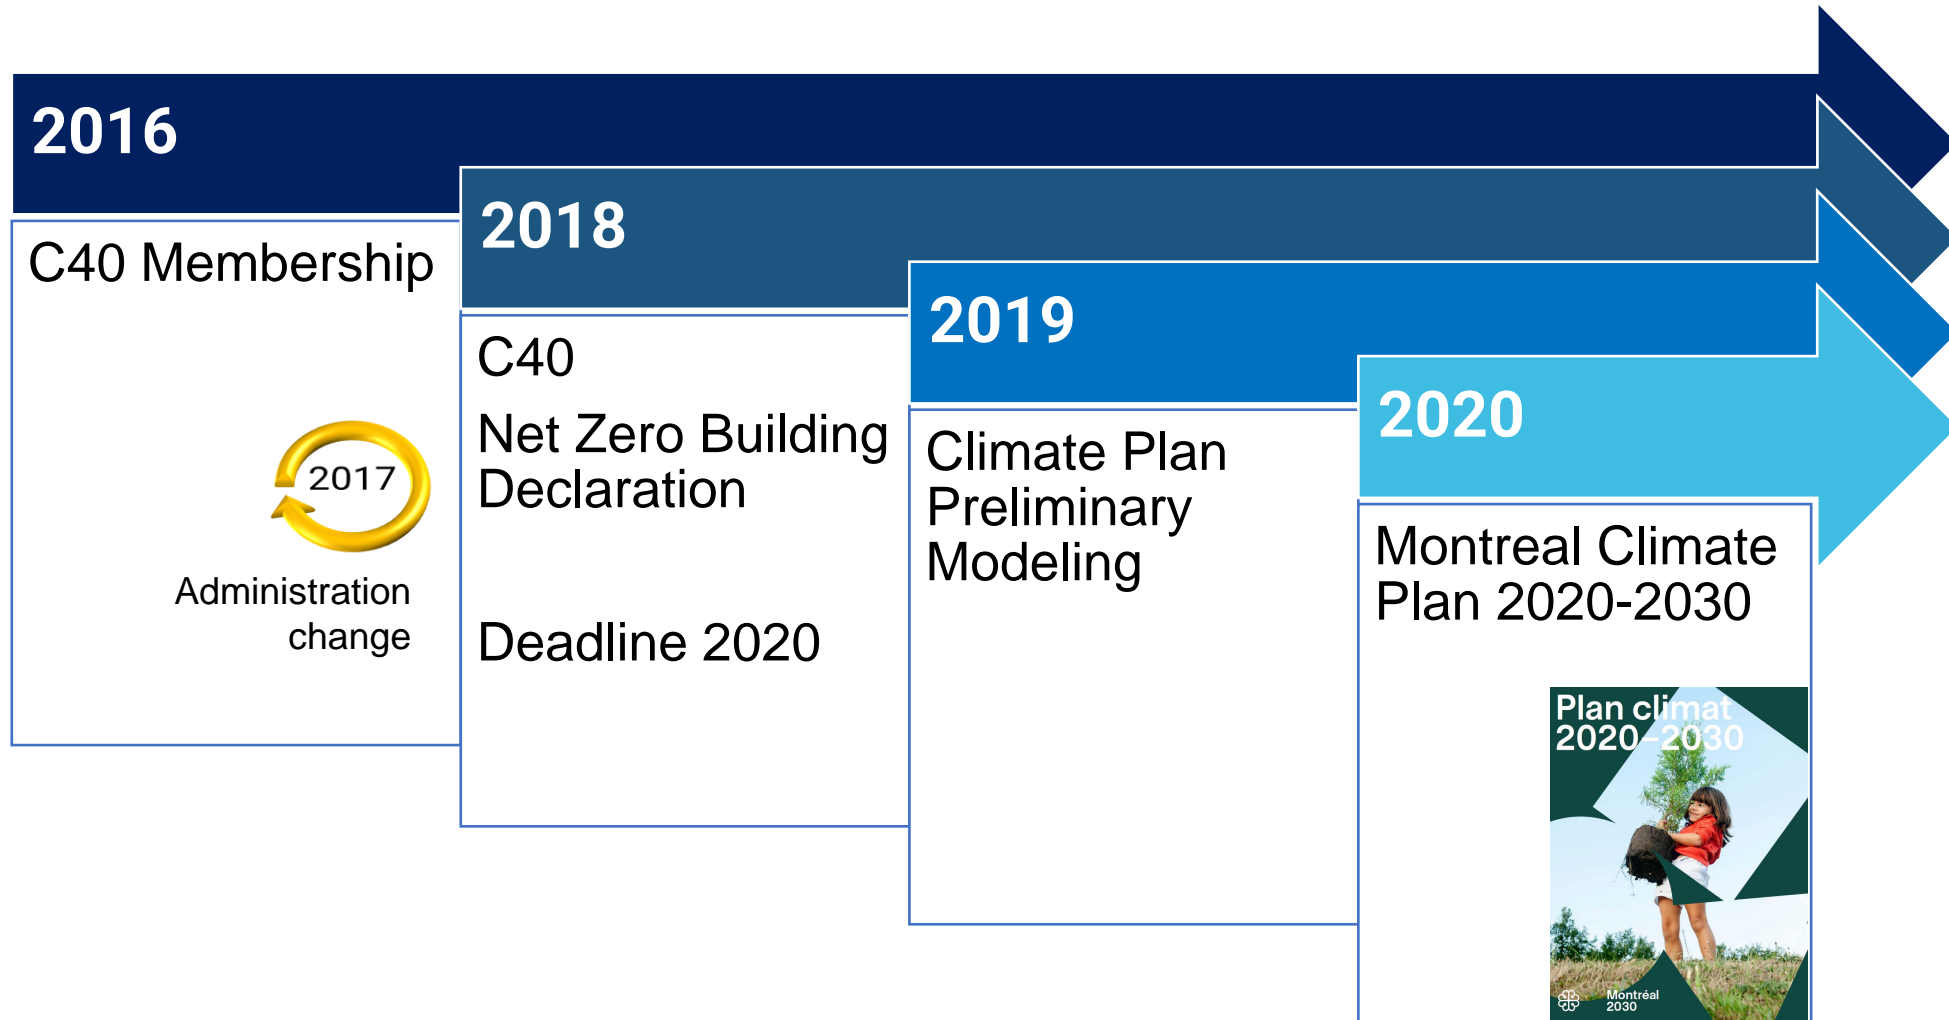 2016
C40 Membership
2017
Administration
change
2018
C40
Net Zero Building
Declaration
Deadline 2020
2019
Climate Plan
Preliminary
Modeling
2020
Montreal Climate
Plan 2020-2030
Plan climat
2020–2030
Montréal
2030